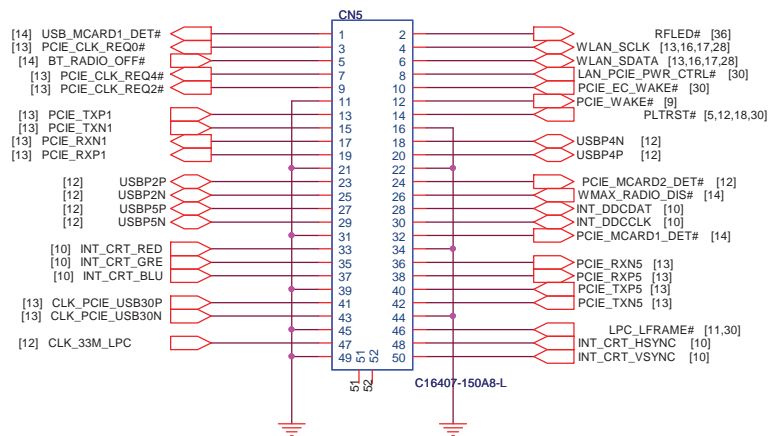 CN5
[14] USB_MCARD1_DET# 1 2 RFLED# [36]
[13] PCIE_CLK_REQ0# 3 4 WLAN_SCLK [13,16,17,28]
[14] BT_RADIO_OFF# 5 6 WLAN_SDATA [13,16,17,28]
[13] PCIE_CLK_REQ4# 7 8 LAN_PCIE_PWR_CTRL# [30]
[13] PCIE_CLK_REQ2# 9 10 PCIE_EC_WAKE# [30]
11 12 PCIE_WAKE# [9]
[13] PCIE_TXP1 13 14 PLTRST# [5,12,18,30]
[13] PCIE_TXN1 15 16
[13] PCIE_RXN1 17 18 USBP4N [12]
[13] PCIE_RXP1 19 20 USBP4P [12]
21 22
[12] USBP2P 23 24 PCIE_MCARD2_DET# [12]
[12] USBP2N 25 26 WMAX_RADIO_DIS# [14]
[12] USBP5P 27 28 INT_DDCDAT [10]
[12] USBP5N 29 30 INT_DDCCLK [10]
31 32 PCIE_MCARD1_DET# [14]
[10] INT_CRT_RED 33 34
[10] INT_CRT_GRE 35 36 PCIE_RXN5 [13]
[10] INT_CRT_BLU 37 38 PCIE_RXP5 [13]
39 40 PCIE_TXP5 [13]
[13] CLK_PCIE_USB30P 41 42 PCIE_TXN5 [13]
[13] CLK_PCIE_USB30N 43 44
45 46 LPC_LFRAME# [11,30]
[12] CLK_33M_LPC 47 48 INT_CRT_HSYNC [10]
49 51 52 50 INT_CRT_VSYNC [10]
51 52 C16407-150A8-L